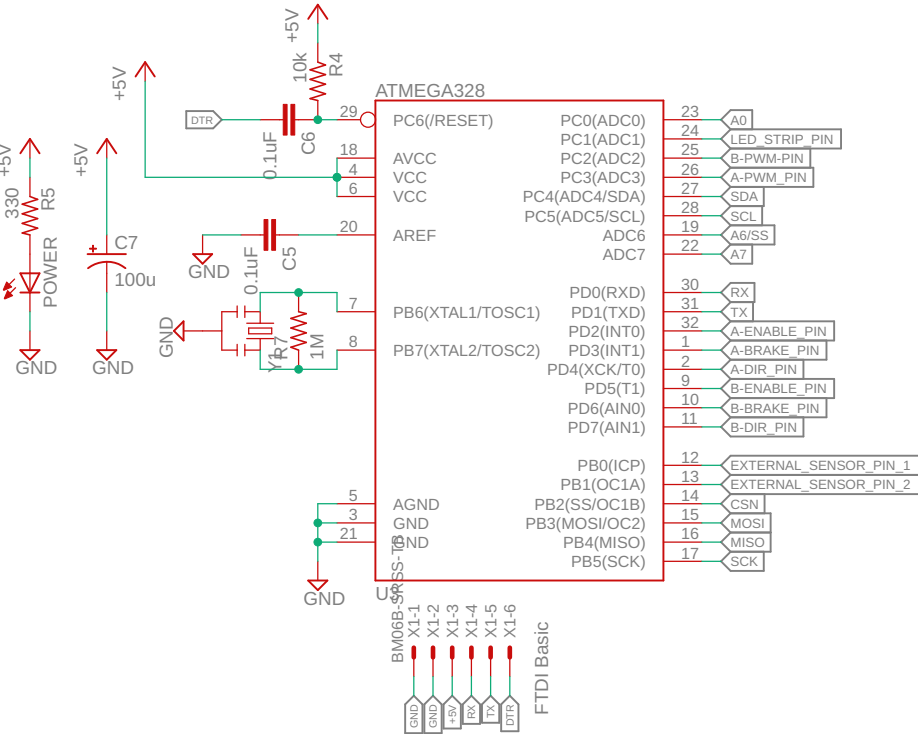 +5V
10k
R4
ATMEGA328
+5V
DTR
0.1uF
C6
29
PC6(/RESET)
18
AVCC
4
VCC
6
VCC
20
AREF
GND
0.1uF
C5
+5V
330
R5
POWER
GND
+5V
C7
100u
GND
GND
Y1
R7
1M
7
PB6(XTAL1/TOSC1)
8
PB7(XTAL2/TOSC2)
5
AGND
3
GND
21
GND
GND
PC0(ADC0) 23 A0
PC1(ADC1) 24 LED_STRIP_PIN
PC2(ADC2) 25 B-PWM-PIN
PC3(ADC3) 26 A-PWM_PIN
PC4(ADC4/SDA) 27 SDA
PC5(ADC5/SCL) 28 SCL
ADC6 19 A6/SS
ADC7 22 A7
PD0(RXD) 30 RX
PD1(TXD) 31 TX
PD2(INT0) 32 A-ENABLE_PIN
PD3(INT1) 1 A-BRAKE_PIN
PD4(XCK/T0) 2 A-DIR_PIN
PD5(T1) 9 B-ENABLE_PIN
PD6(AIN0) 10 B-BRAKE_PIN
PD7(AIN1) 11 B-DIR_PIN
PB0(ICP) 12 EXTERNAL_SENSOR_PIN_1
PB1(OC1A) 13 EXTERNAL_SENSOR_PIN_2
PB2(SS/OC1B) 14 CSN
PB3(MOSI/OC2) 15 MOSI
PB4(MISO) 16 MISO
PB5(SCK) 17 SCK
BM06B-SRSS-TB
X1-1
X1-2
X1-3
X1-4
X1-5
X1-6
FTDI Basic
GND
GND
+5V
RX
TX
DTR